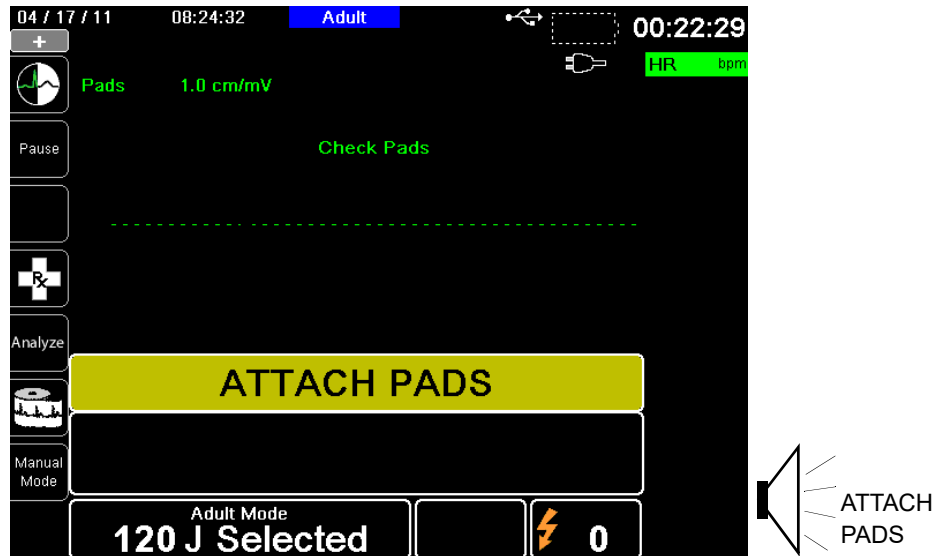 04 / 17 / 11 08:24:32 Adult 00:22:29
+
HR bpm
Pads 1.0 cm/mV
Pause
Check Pads
Rx
Analyze
ATTACH PADS
Manual
Mode
Adult Mode
120 J Selected
0
ATTACH
PADS